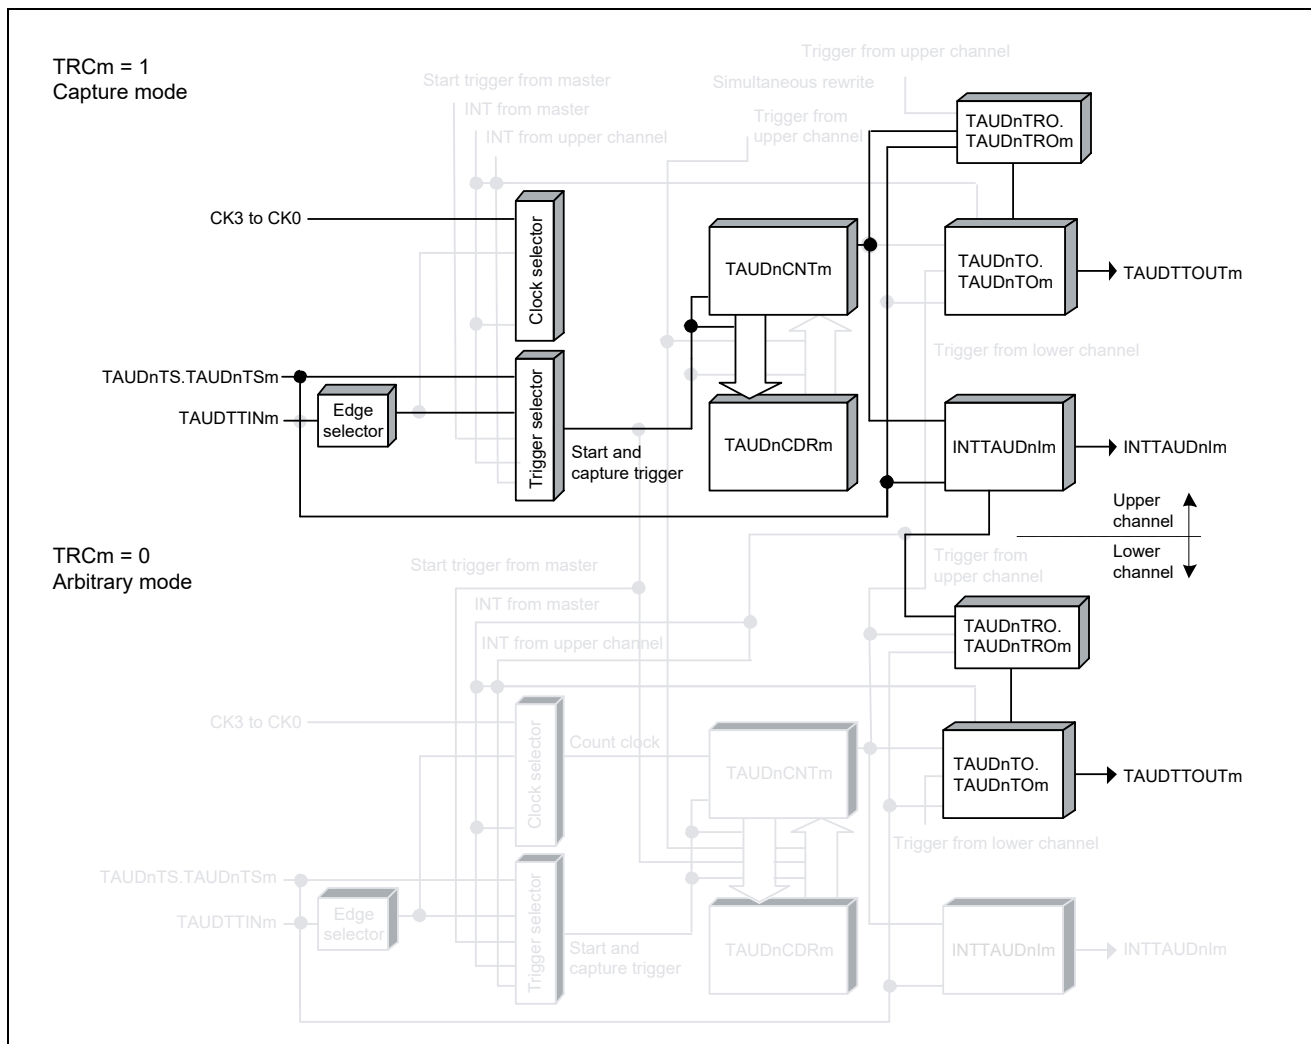 TRCm = 1
Capture mode
Trigger from upper channel
Start trigger from master
Simultaneous rewrite
INT from master
Trigger from
upper channel
INT from upper channel
TAUDnTRO.
TAUDnTROm
CK3 to CK0
Clock selector
TAUDnCNTm
TAUDnTO.
TAUDnTOm
TAUDTTOUTm
Trigger from lower channel
TAUDnTS.TAUDnTSm
TAUDTTINm
Edge
selector
Trigger selector
Start and
capture trigger
TAUDnCDRm
INTTAUDnIm
INTTAUDnIm
Upper
channel
Lower
channel
TRCm = 0
Arbitrary mode
Start trigger from master
Trigger from
upper channel
INT from master
INT from upper channel
TAUDnTRO.
TAUDnTROm
CK3 to CK0
Clock selector
Count clock
TAUDnCNTm
TAUDnTO.
TAUDnTOm
TAUDTTOUTm
Trigger from lower channel
TAUDnTS.TAUDnTSm
TAUDTTINm
Edge
selector
Trigger selector
Start and
capture trigger
TAUDnCDRm
INTTAUDnIm
INTTAUDnIm